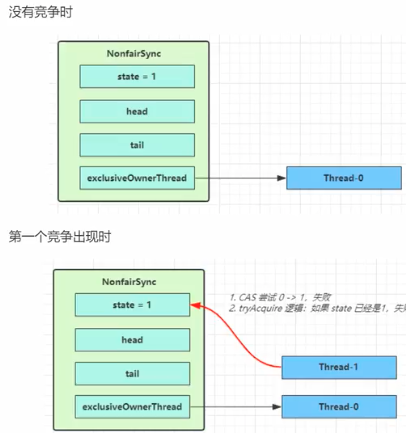 没有竞争时
NonfairSync
state = 1
head
tail
exclusiveOwnerThread
Thread-0
第一个竞争出现时
NonfairSync
state = 1
1. CAS 尝试 0 -> 1，失败
2. tryAcquire 逻辑：如果 state 已经是1，失
head
tail
Thread-1
exclusiveOwnerThread
Thread-0